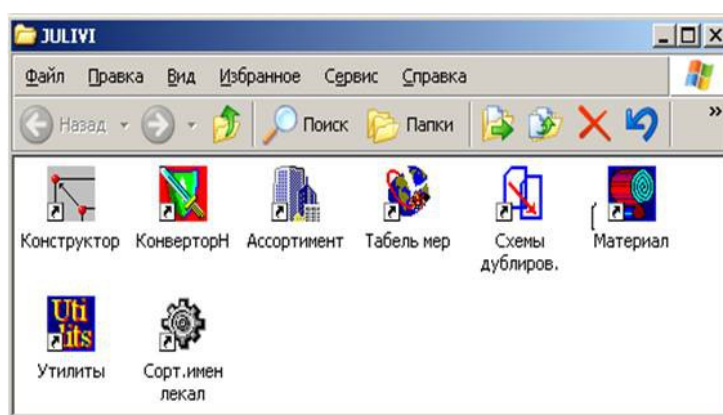 JULIVI
Файл Правка Вид Избранное Сервис Справка
Назад Поиск Папки »
Конструктор КонверторН Ассортимент Табель мер Схемы дублиров. Материал
Uti
lits
Утилиты Сорт.имен
лекал